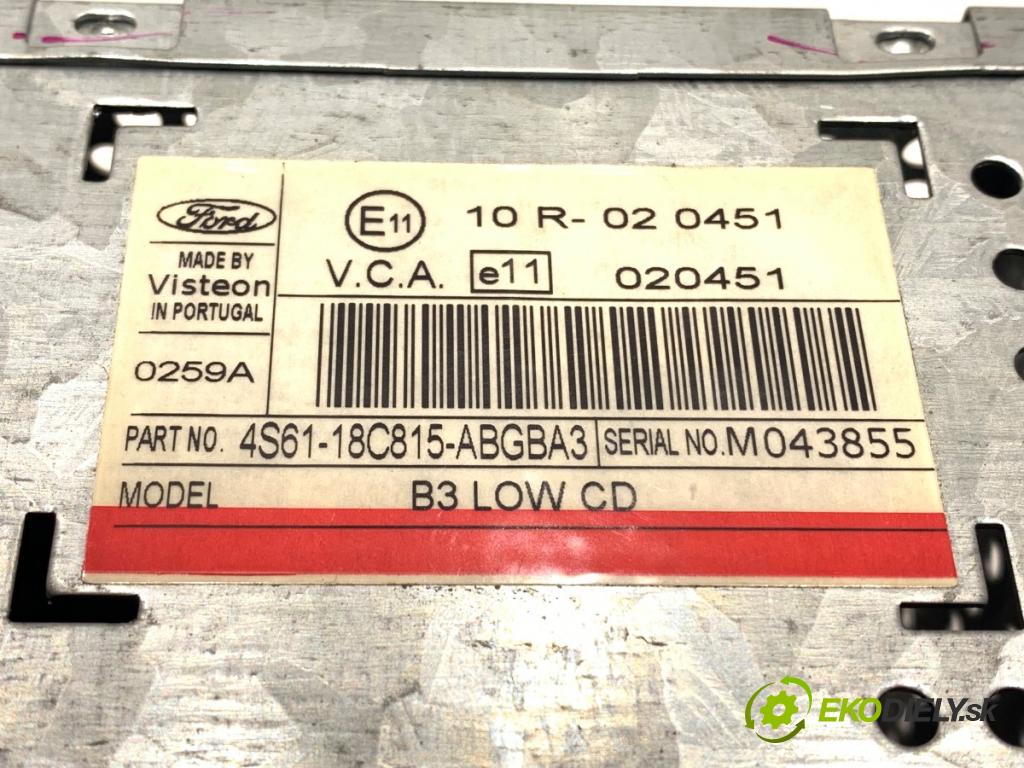 Ford
MADE BY
Visteon
IN PORTUGAL
0259A
E11 10 R- 02 0451
V.C.A. e11 020451
PART NO. 4S61-18C815-ABGBA3 SERIAL NO. M043855
MODEL B3 LOW CD
EKODIELY.sk